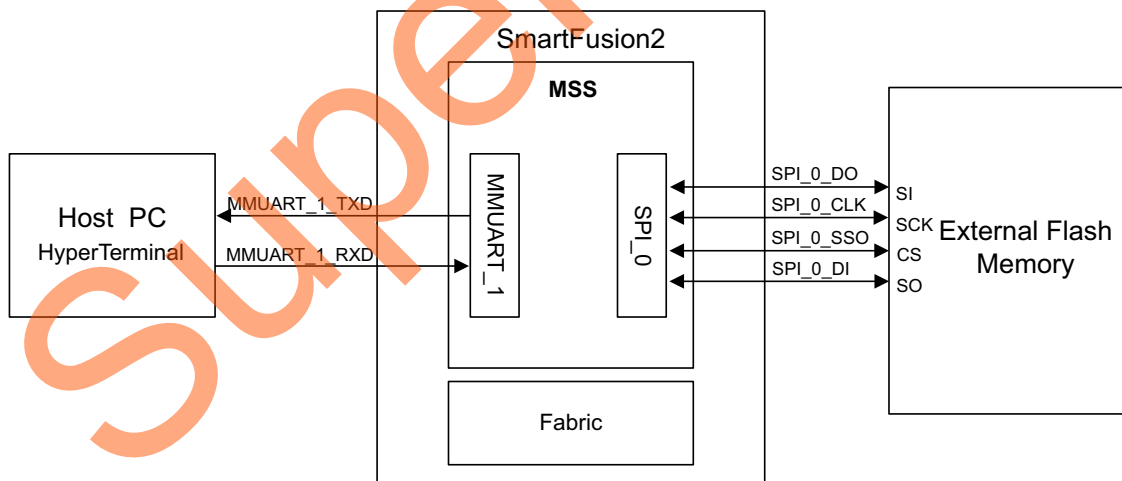 SmartFusion2
MSS
Host PC
HyperTerminal
MMUART_1_TXD
MMUART_1_RXD
MMUART_1
SPI_0
SPI_0_DO
SPI_0_CLK
SPI_0_SSO
SPI_0_DI
SI
SCK
CS
SO
External Flash
Memory
Fabric